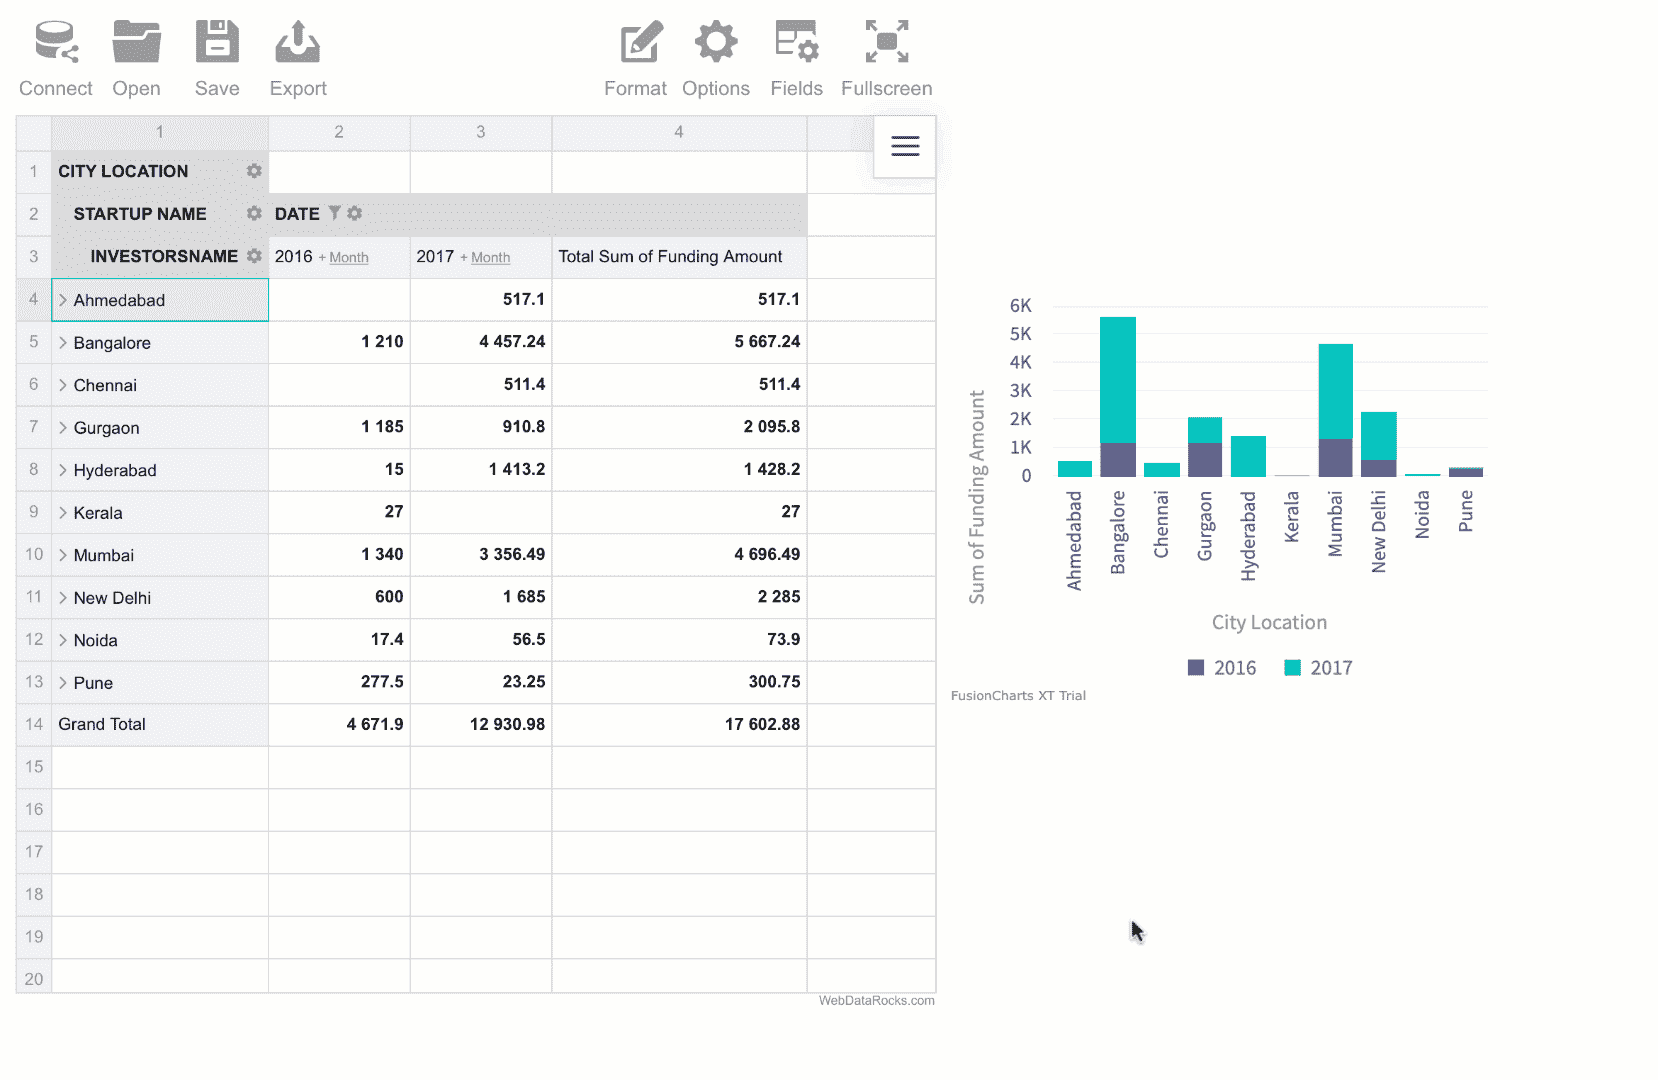 Connect Open Save Export Format Options Fields Fullscreen
1 2 3 4
1 CITY LOCATION
2 STARTUP NAME DATE
3 INVESTORSNAME 2016 + Month 2017 + Month Total Sum of Funding Amount
4 Ahmedabad 517.1 517.1
5 Bangalore 1 210 4 457.24 5 667.24
6 Chennai 511.4 511.4
7 Gurgaon 1 185 910.8 2 095.8
8 Hyderabad 15 1 413.2 1 428.2
9 Kerala 27 27
10 Mumbai 1 340 3 356.49 4 696.49
11 New Delhi 600 1 685 2 285
12 Noida 17.4 56.5 73.9
13 Pune 277.5 23.25 300.75
14 Grand Total 4 671.9 12 930.98 17 602.88
15
16
17
18
19
20
WebDataRocks.com
6K
5K
4K
3K
2K
1K
0
Sum of Funding Amount
Ahmedabad
Bangalore
Chennai
Gurgaon
Hyderabad
Kerala
Mumbai
New Delhi
Noida
Pune
City Location
2016 2017
FusionCharts XT Trial